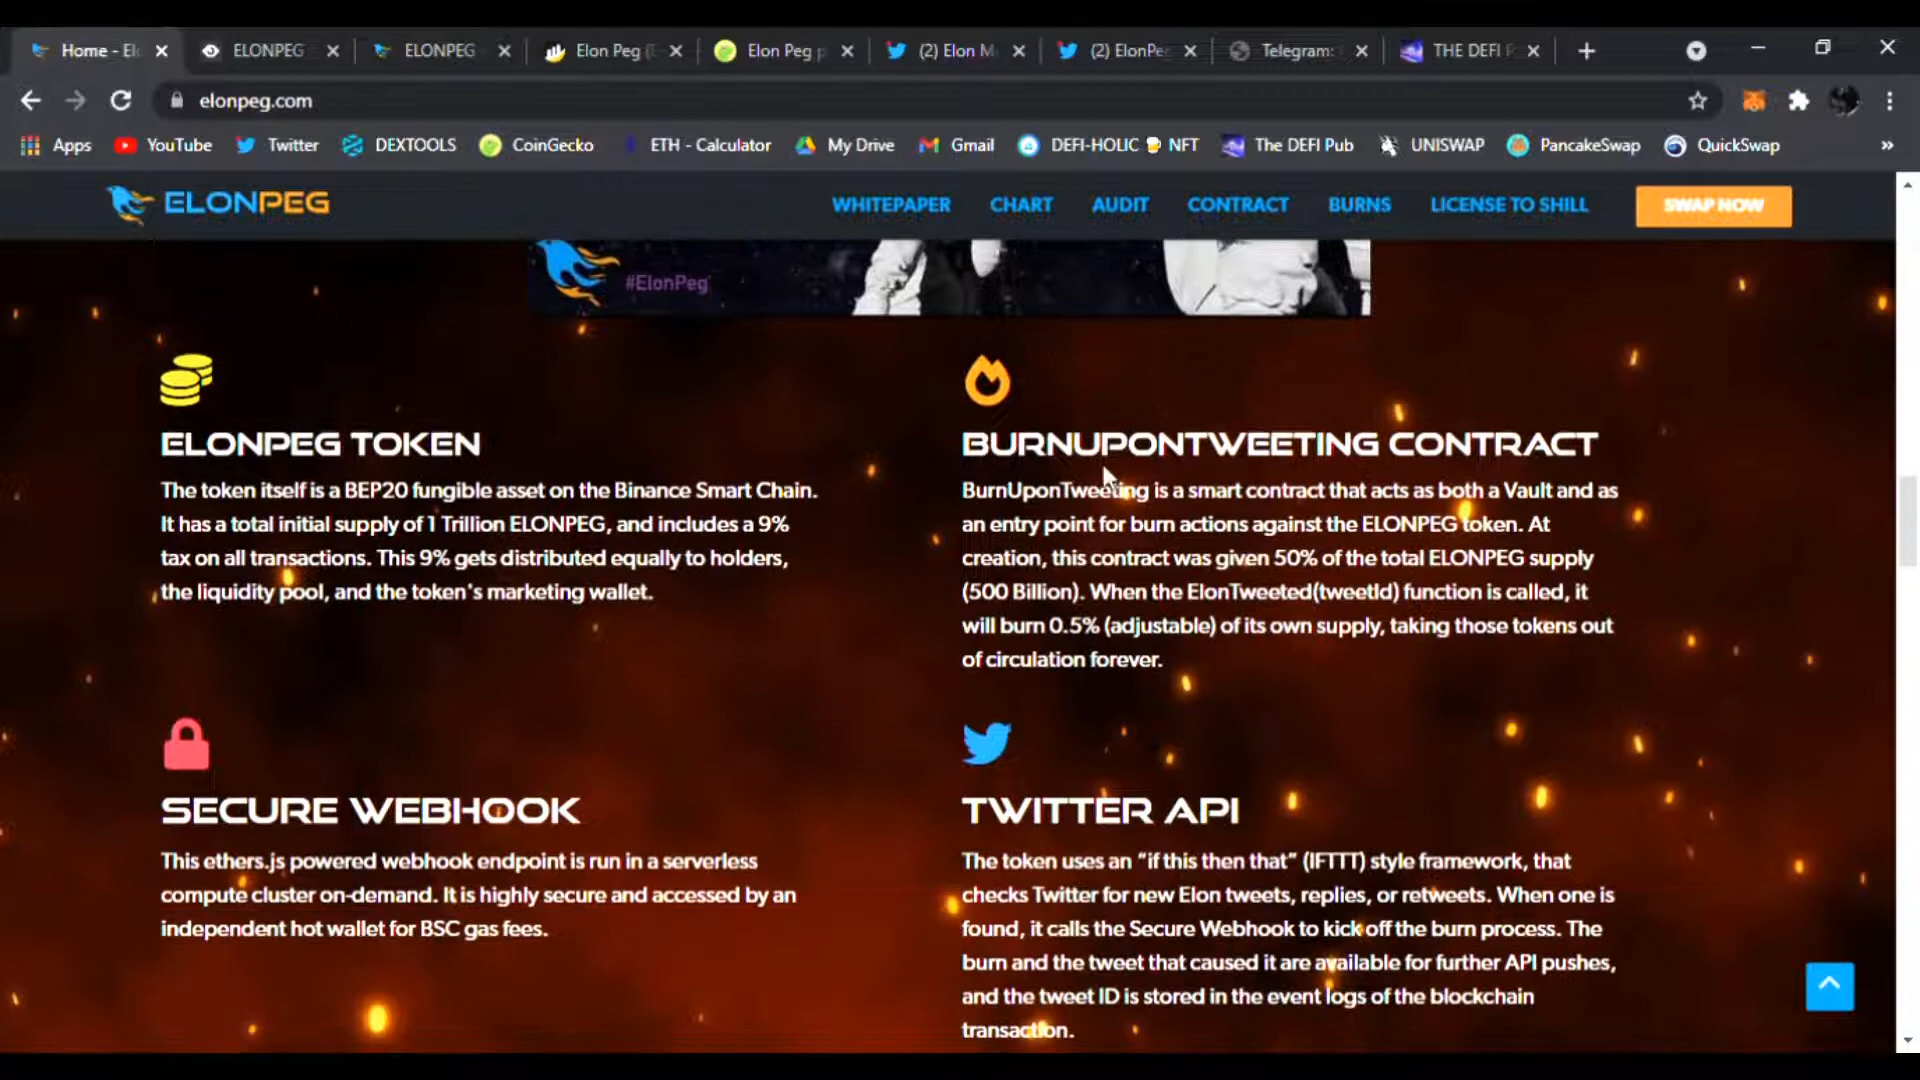 Home - El
ELONPEG
ELONPEG
Elon Peg (
Elon Peg p
(2) Elon M
(2) ElonPe
Telegram:
THE DEFI
elonpeg.com
Apps
YouTube
Twitter
DEXTOOLS
CoinGecko
ETH - Calculator
My Drive
Gmail
DEFI-HOLIC 🍺 NFT
The DEFI Pub
UNISWAP
PancakeSwap
QuickSwap
»
ELONPEG
WHITEPAPER
CHART
AUDIT
CONTRACT
BURNS
LICENSE TO SHILL
SWAP NOW
#ElonPeg
ELONPEG TOKEN
The token itself is a BEP20 fungible asset on the Binance Smart Chain.
It has a total initial supply of 1 Trillion ELONPEG, and includes a 9%
tax on all transactions. This 9% gets distributed equally to holders,
the liquidity pool, and the token's marketing wallet.
BURNUPONTWEETING CONTRACT
BurnUponTweeting is a smart contract that acts as both a Vault and as
an entry point for burn actions against the ELONPEG token. At
creation, this contract was given 50% of the total ELONPEG supply
(500 Billion). When the ElonTweeted(tweetId) function is called, it
will burn 0.5% (adjustable) of its own supply, taking those tokens out
of circulation forever.
SECURE WEBHOOK
This ethers.js powered webhook endpoint is run in a serverless
compute cluster on-demand. It is highly secure and accessed by an
independent hot wallet for BSC gas fees.
TWITTER API
The token uses an “if this then that” (IFTTT) style framework, that
checks Twitter for new Elon tweets, replies, or retweets. When one is
found, it calls the Secure Webhook to kick off the burn process. The
burn and the tweet that caused it are available for further API pushes,
and the tweet ID is stored in the event logs of the blockchain
transaction.